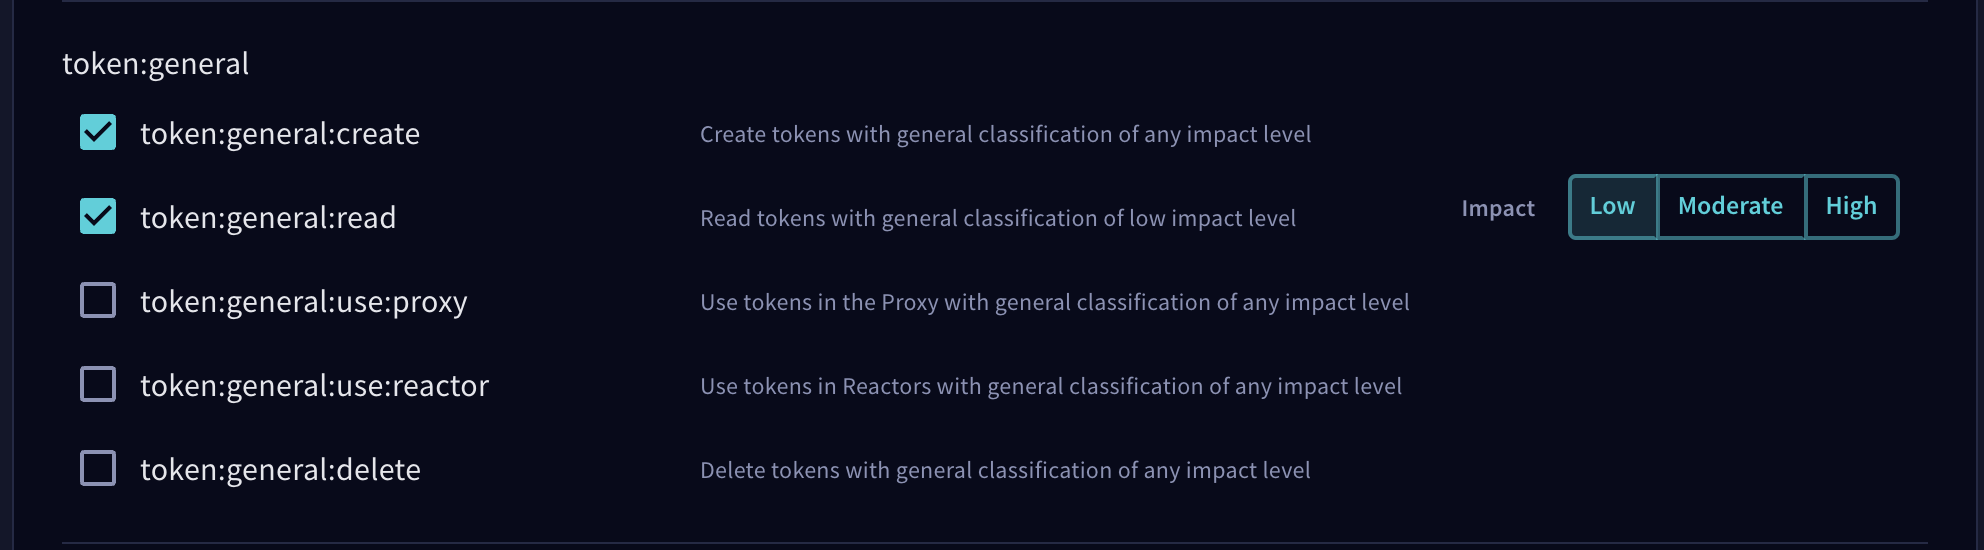 token:general
token:general:create Create tokens with general classification of any impact level
token:general:read Read tokens with general classification of low impact level Impact Low Moderate High
token:general:use:proxy Use tokens in the Proxy with general classification of any impact level
token:general:use:reactor Use tokens in Reactors with general classification of any impact level
token:general:delete Delete tokens with general classification of any impact level